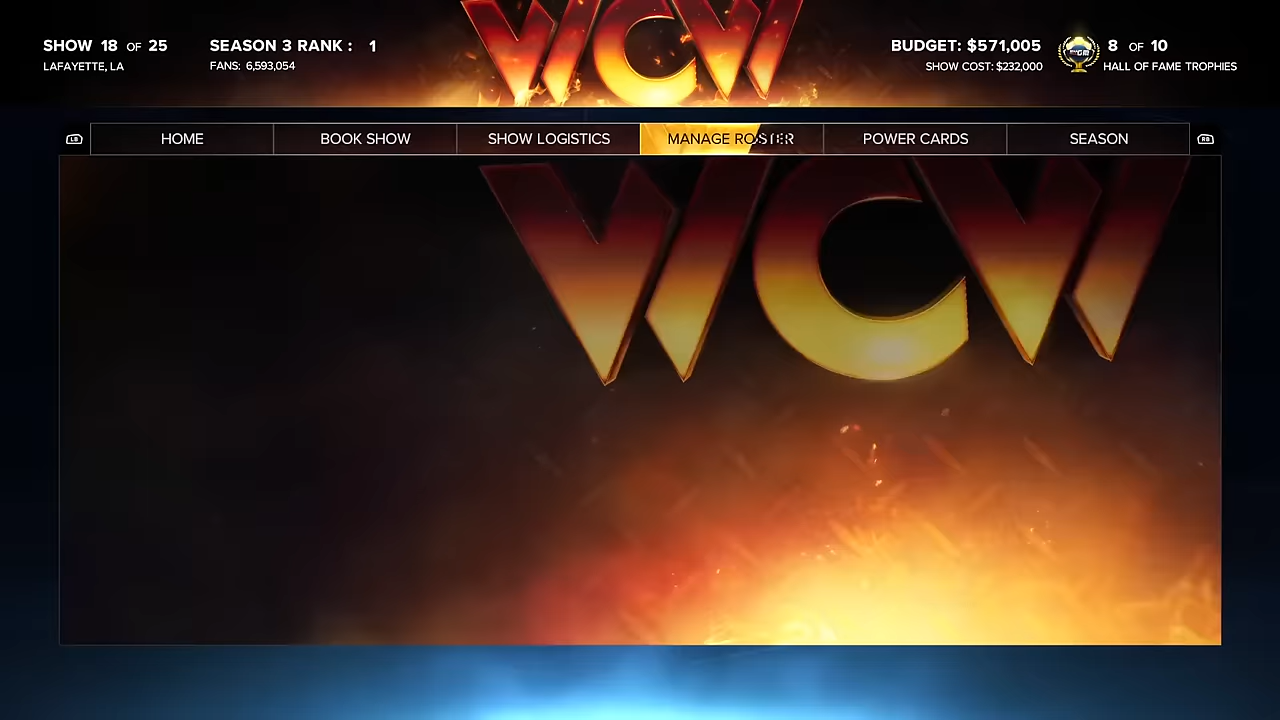 SHOW 18 OF 25
LAFAYETTE, LA
SEASON 3 RANK : 1
FANS: 6,593,054
WCW
BUDGET: $571,005
SHOW COST: $232,000
8 OF 10
HALL OF FAME TROPHIES
LB
HOME
BOOK SHOW
SHOW LOGISTICS
MANAGE ROSTER
POWER CARDS
SEASON
RB
WCW